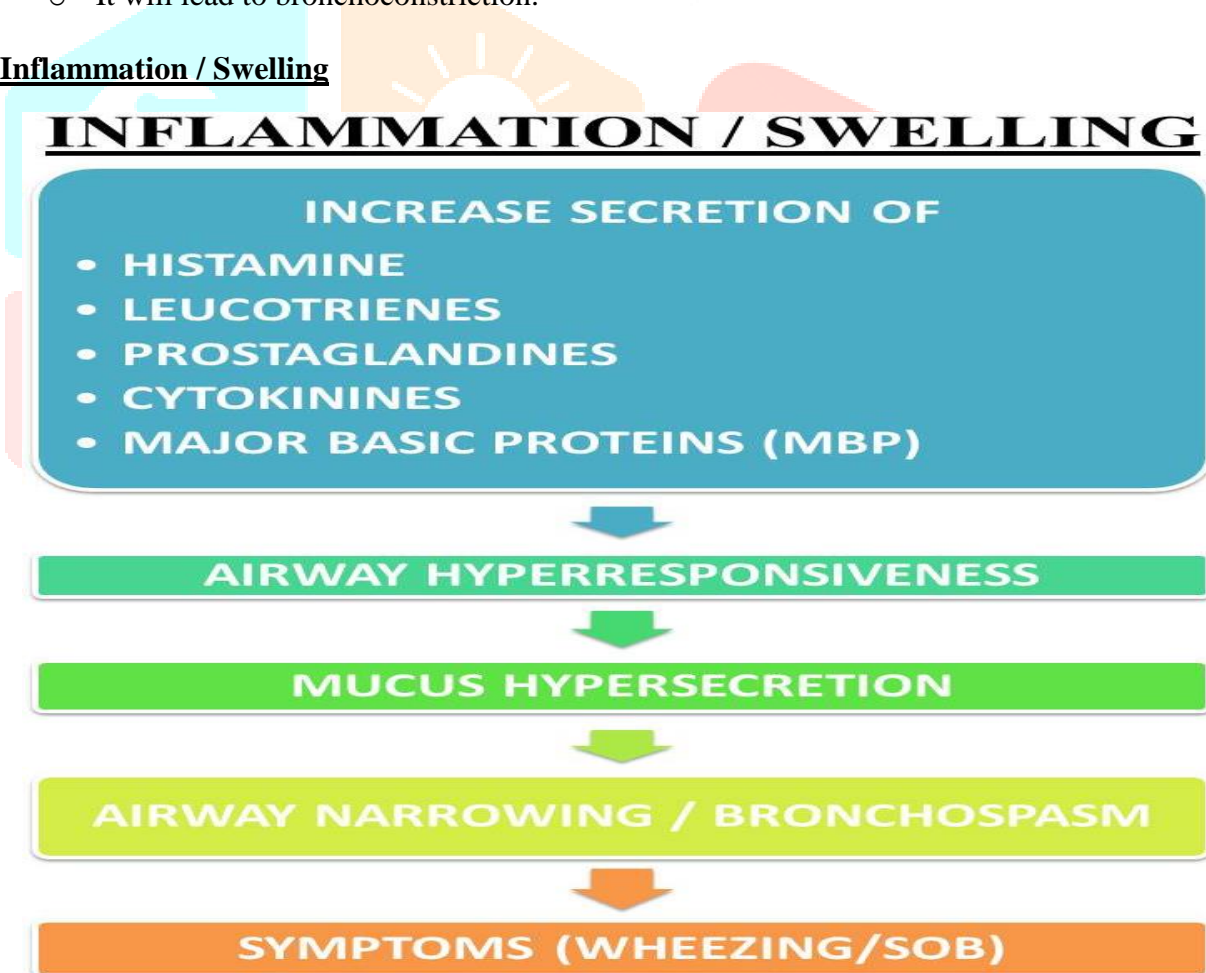 o It will lead to bronchoconstriction.
Inflammation / Swelling
INFLAMMATION / SWELLING
INCREASE SECRETION OF
• HISTAMINE
• LEUCOTRIENES
• PROSTAGLANDINES
• CYTOKININES
• MAJOR BASIC PROTEINS (MBP)
AIRWAY HYPERRESPONSIVENESS
MUCUS HYPERSECRETION
AIRWAY NARROWING / BRONCHOSPASM
SYMPTOMS (WHEEZING/SOB)